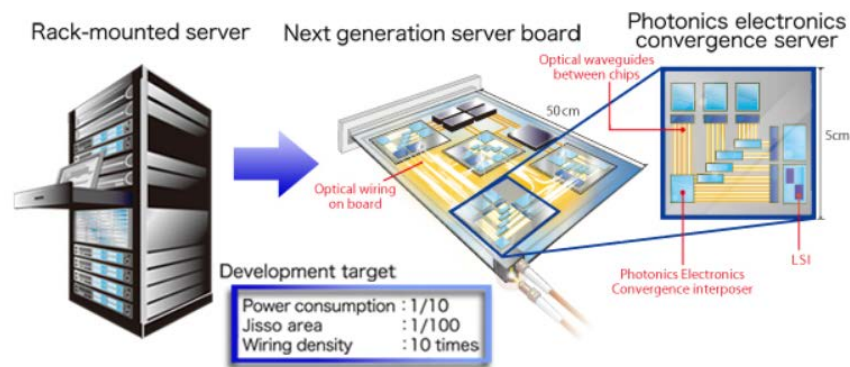 Rack-mounted server
Next generation server board
Photonics electronics
convergence server
Optical waveguides
between chips
50cm
5cm
Optical wiring
on board
LSI
Photonics Electronics
Convergence interposer
Development target
Power consumption : 1/10
Jisso area : 1/100
Wiring density : 10 times